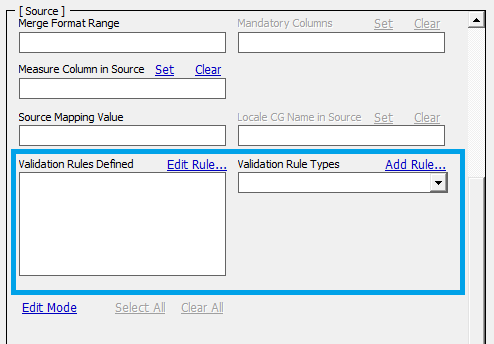 [ Source ]
Merge Format Range Mandatory Columns Set Clear
Measure Column in Source Set Clear
Source Mapping Value Locale CG Name in Source Set Clear
Validation Rules Defined Edit Rule... Validation Rule Types Add Rule...
Edit Mode Select All Clear All